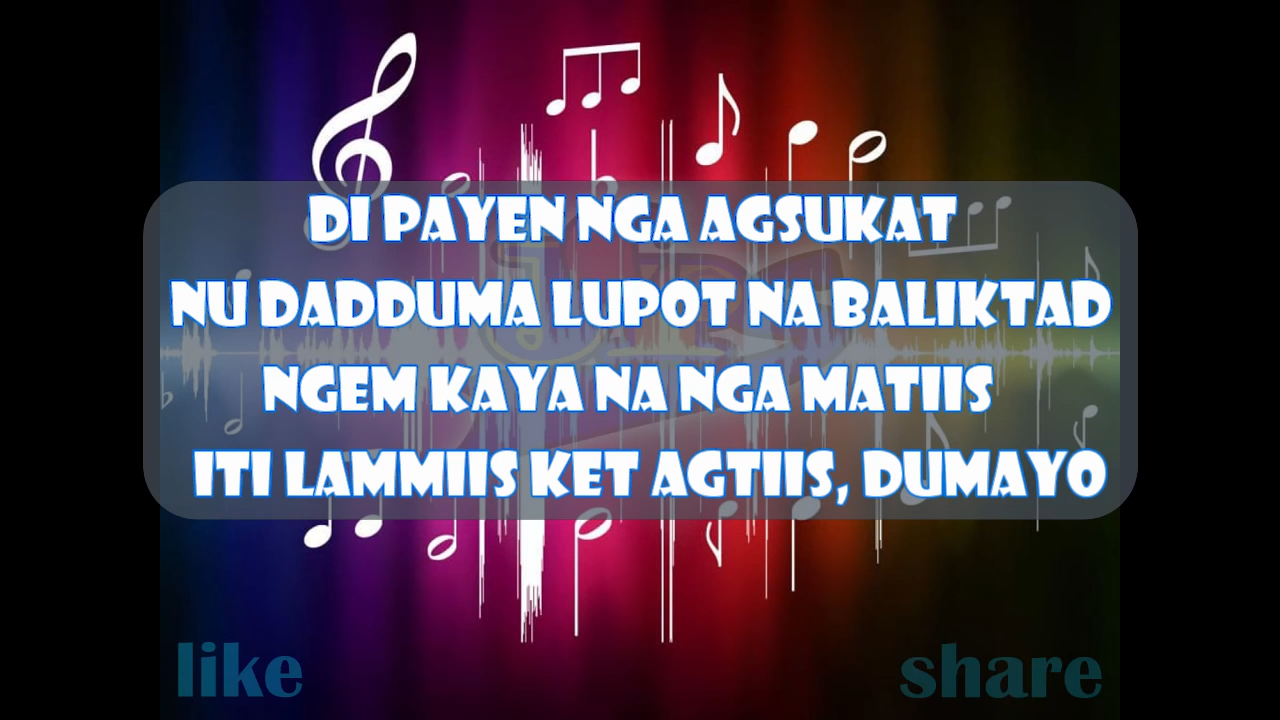 DI PAYEN NGA AGSUKAT
NU DADDUMA LUPOT NA BALIKTAD
NGEM KAYA NA NGA MATIIS
ITI LAMMIIS KET AGTIIS, DUMAYO
like
share